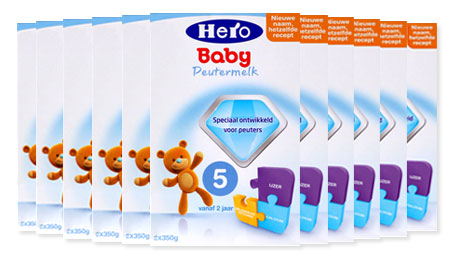 Nieuwe
naam,
hetzelfde
recept
Hero
Baby
Peutermelk
Speciaal ontwikkeld
voor peuters
5
vanaf 2 jaar
IJZER
2x350g